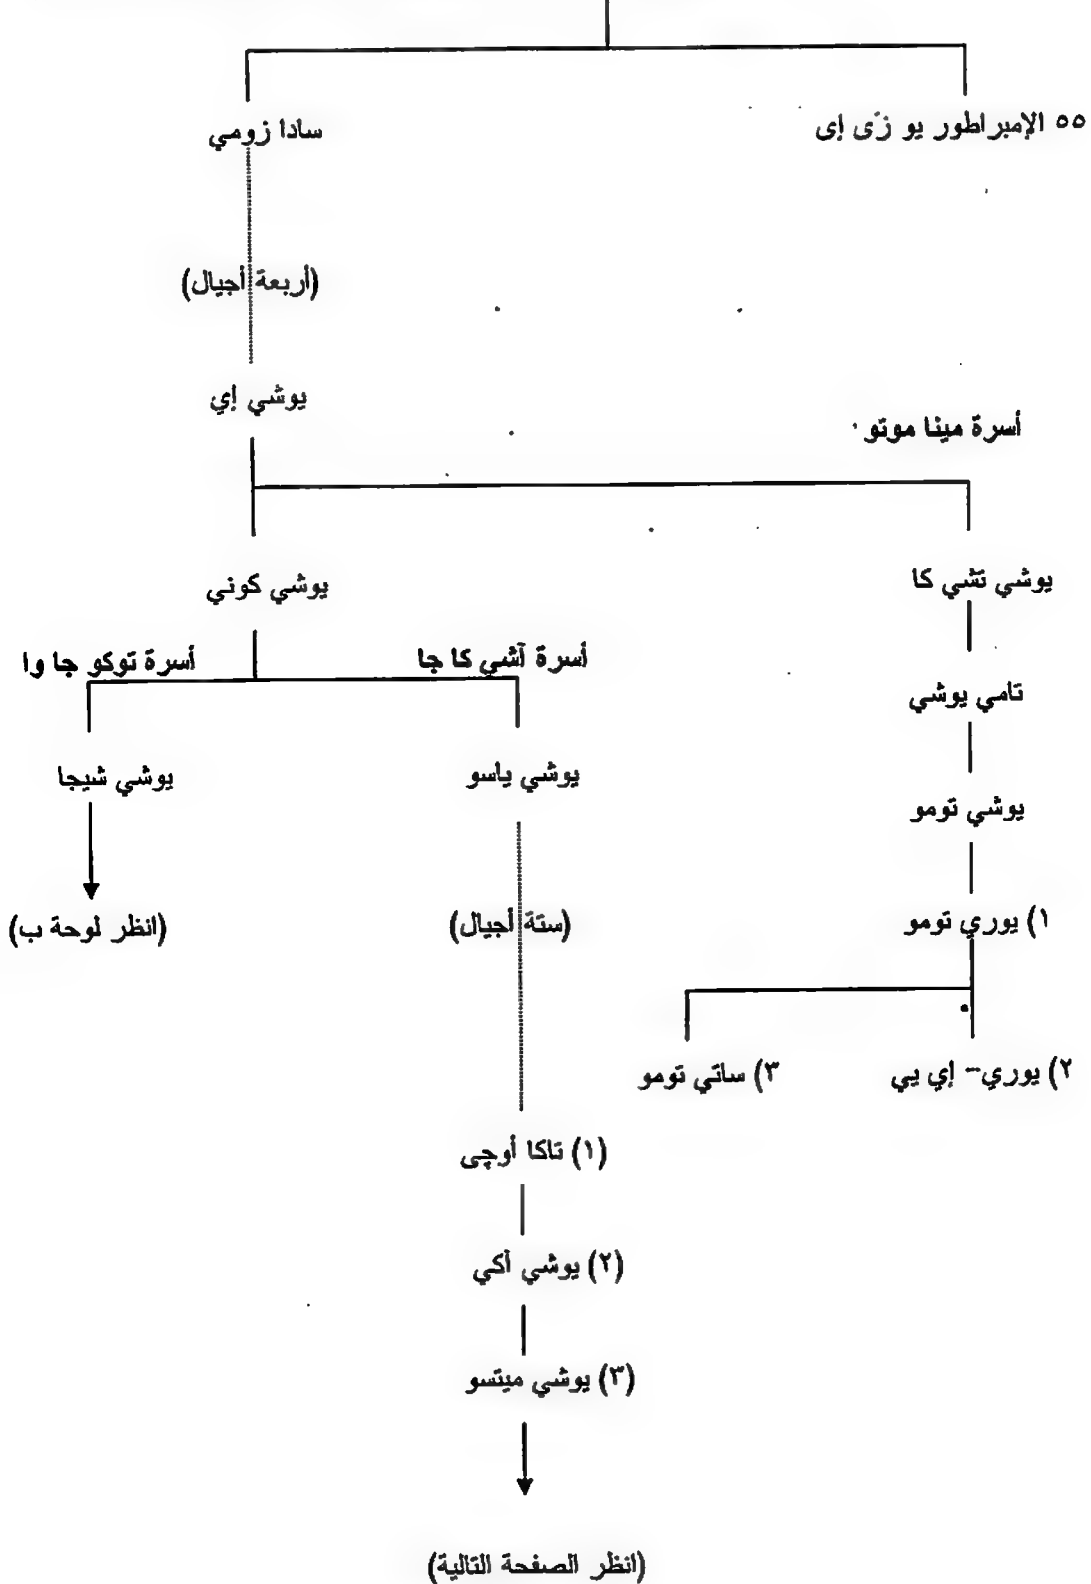 ٥٥ الإمبراطور يو زّى إى
سادا زومي
(أربعة أجيال)
يوشي إي
أسرة مينا موتو
يوشي تشي كا
يوشي كوني
أسرة آشي كا جا
أسرة توكو جا وا
تامي يوشي
يوشي ياسو
يوشي شيجا
يوشي تومو
(ستة أجيال)
(انظر لوحة ب)
١) يوري تومو
٢) يوري- إي يي
٣) ساتي تومو
(١) تاكا أوچى
(٢) يوشي أكي
(٣) يوشي ميتسو
(انظر الصفحة التالية)